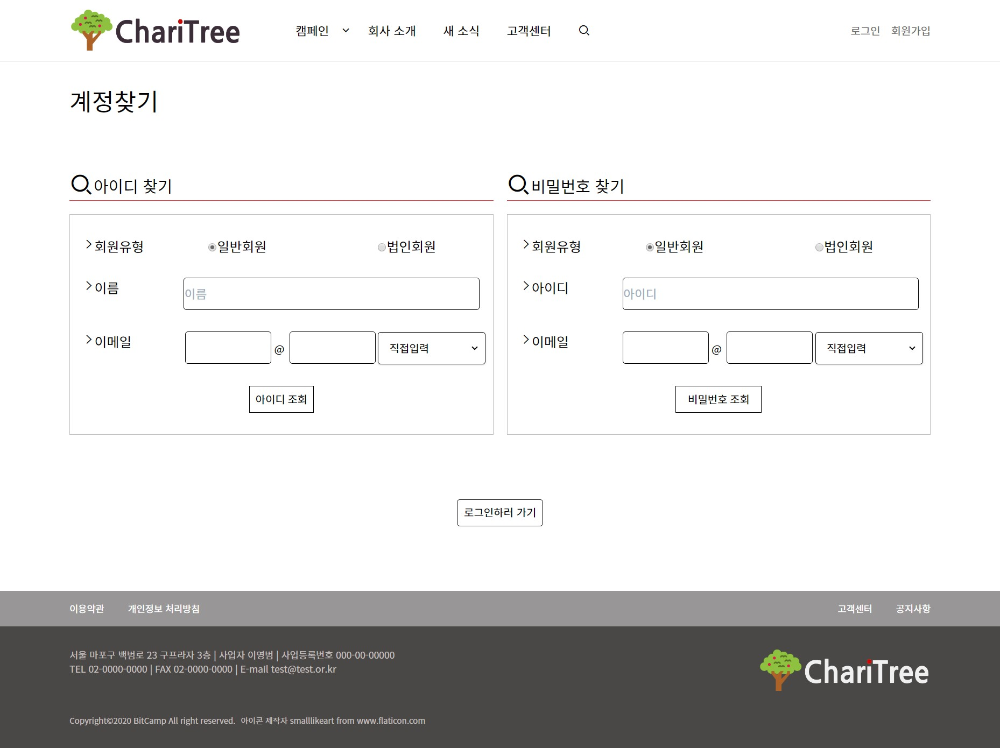 ChariTree
캠페인 회사 소개 새 소식 고객센터
로그인 회원가입
계정찾기
아이디 찾기
회원유형 일반회원 법인회원
이름 이름
이메일 @ 직접입력
아이디 조회
비밀번호 찾기
회원유형 일반회원 법인회원
아이디 아이디
이메일 @ 직접입력
비밀번호 조회
로그인하러 가기
이용약관 개인정보 처리방침 고객센터 공지사항
서울 마포구 백범로 23 구프라자 3층 | 사업자 이영범 | 사업등록번호 000-00-00000
TEL 02-0000-0000 | FAX 02-0000-0000 | E-mail test@test.or.kr
ChariTree
Copyright©2020 BitCamp All right reserved. 아이콘 제작자 smalllikeart from www.flaticon.com